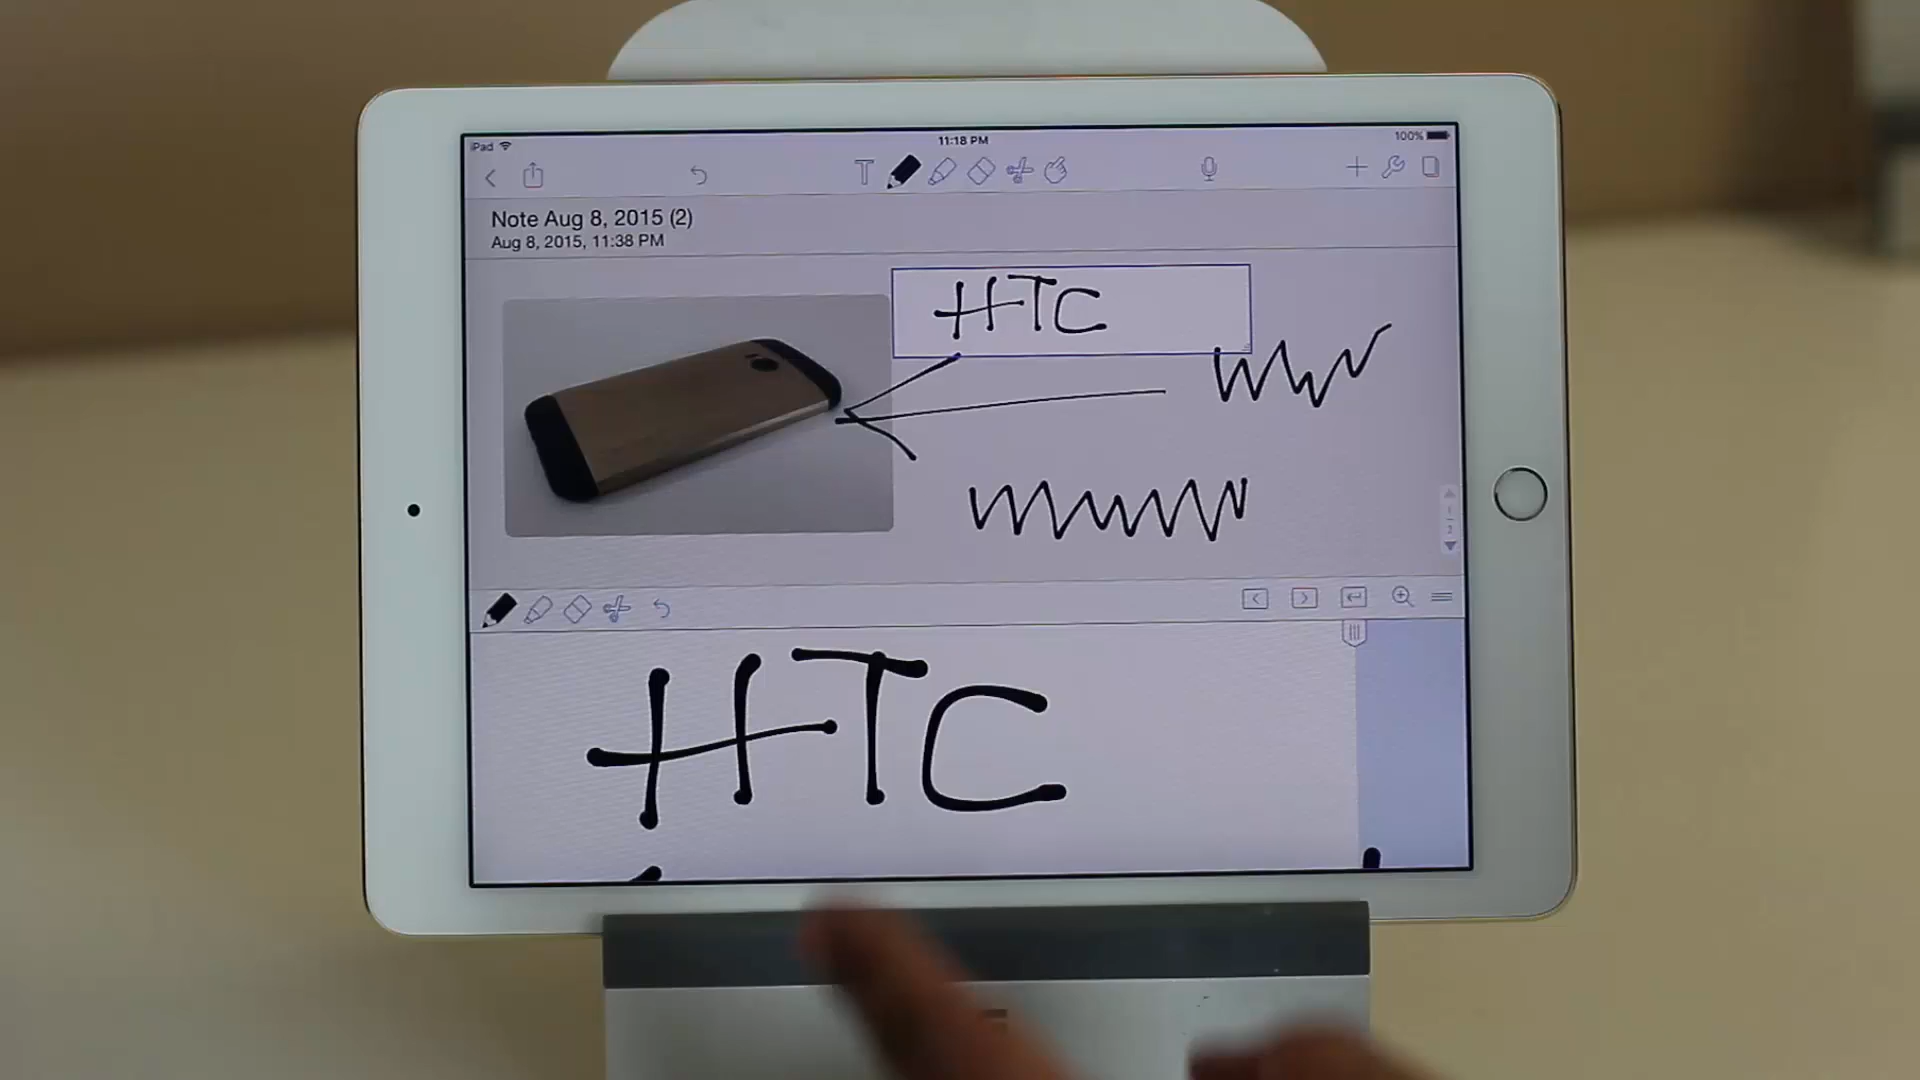 iPad 11:18 PM 100%
T
Note Aug 8, 2015 (2)
Aug 8, 2015, 11:38 PM
HTC
HTC